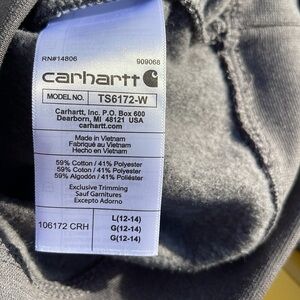 RN#14806 909068
carhartt
MODEL NO. TS6172-W
Carhartt, Inc. P.O. Box 600
Dearborn, MI 48121 USA
carhartt.com
Made in Vietnam
Fabriqué au Vietnam
Hecho en Vietnam
59% Cotton / 41% Polyester
59% Coton / 41% Polyester
59% Algodón / 41% Poliéster
Exclusive Trimming
Sauf Garnitures
Excepto Adorno
106172 CRH
L(12-14)
G(12-14)
G(12-14)